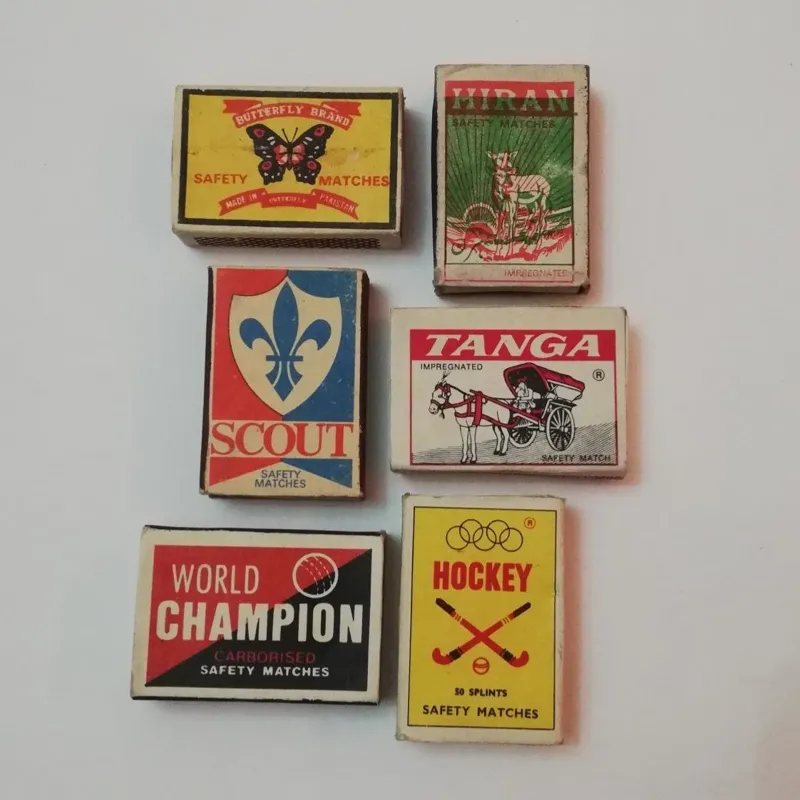 BUTTERFLY BRAND
SAFETY MATCHES
MADE IN BUTTERFLY PAKISTAN
HIRAN
SAFETY MATCHES
IMPREGNATED
SCOUT
SAFETY
MATCHES
TANGA
IMPREGNATED
®
SAFETY MATCH
WORLD
CHAMPION
CARBORISED
SAFETY MATCHES
®
HOCKEY
50 SPLINTS
SAFETY MATCHES